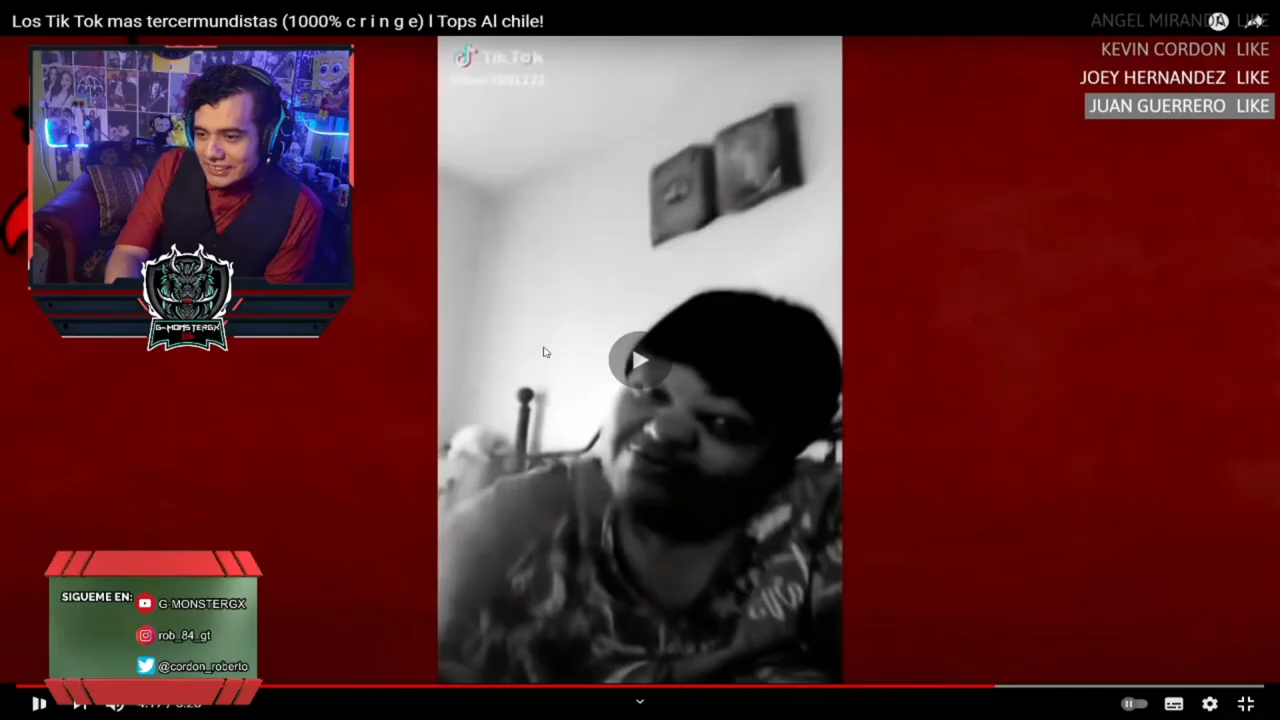 Los Tik Tok mas tercermundistas (1000% c r i n g e) l Tops Al chile!
KEVIN CORDON LIKE
JOEY HERNANDEZ LIKE
JUAN GUERRERO LIKE
TikTok
G-MONSTERGX
SIGUEME EN:
G-MONSTERGX
rob_84_gt
@cordon_roberto